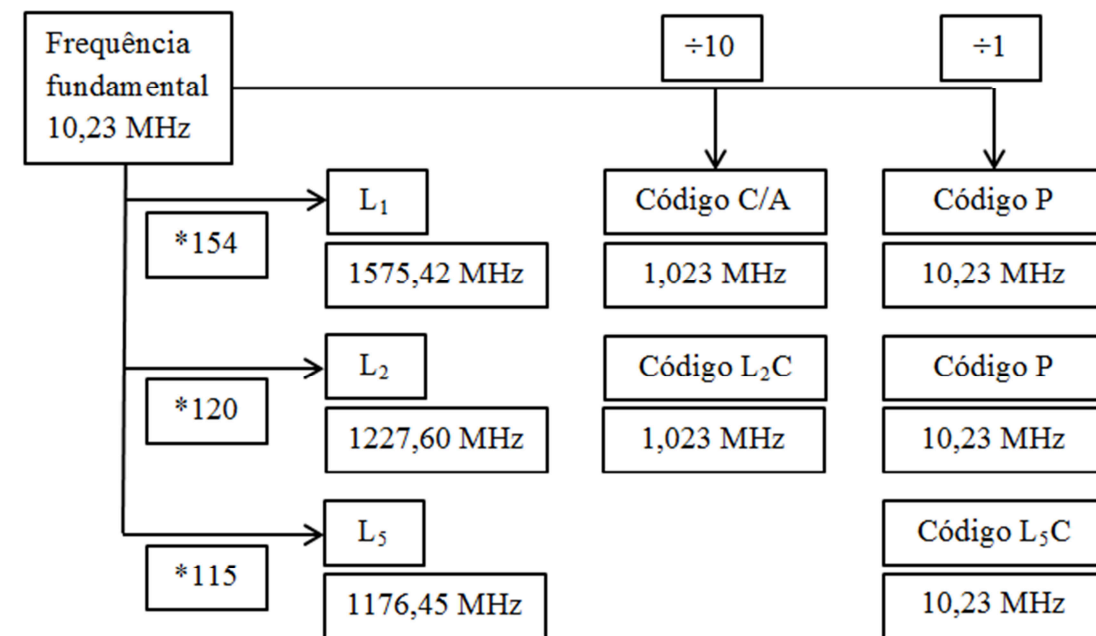 Frequência
fundamental
10,23 MHz
÷10
÷1
L₁
Código C/A
Código P
*154
1575,42 MHz
1,023 MHz
10,23 MHz
L₂
Código L₂C
Código P
*120
1227,60 MHz
1,023 MHz
10,23 MHz
L₅
Código L₅C
*115
1176,45 MHz
10,23 MHz